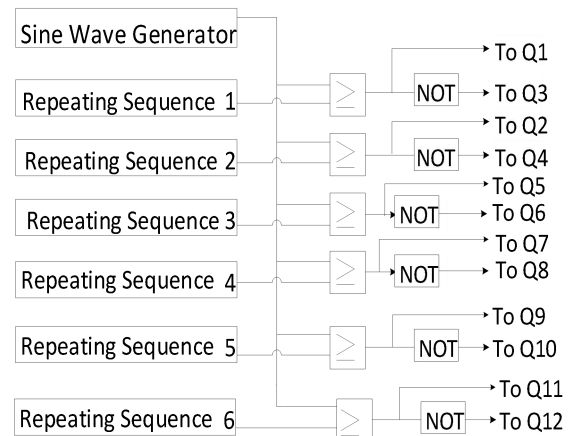 Sine Wave Generator
To Q1
Repeating Sequence 1
≥
NOT
To Q3
To Q2
Repeating Sequence 2
≥
NOT
To Q4
To Q5
Repeating Sequence 3
≥
NOT
To Q6
To Q7
Repeating Sequence 4
≥
NOT
To Q8
To Q9
Repeating Sequence 5
≥
NOT
To Q10
To Q11
Repeating Sequence 6
≥
NOT
To Q12